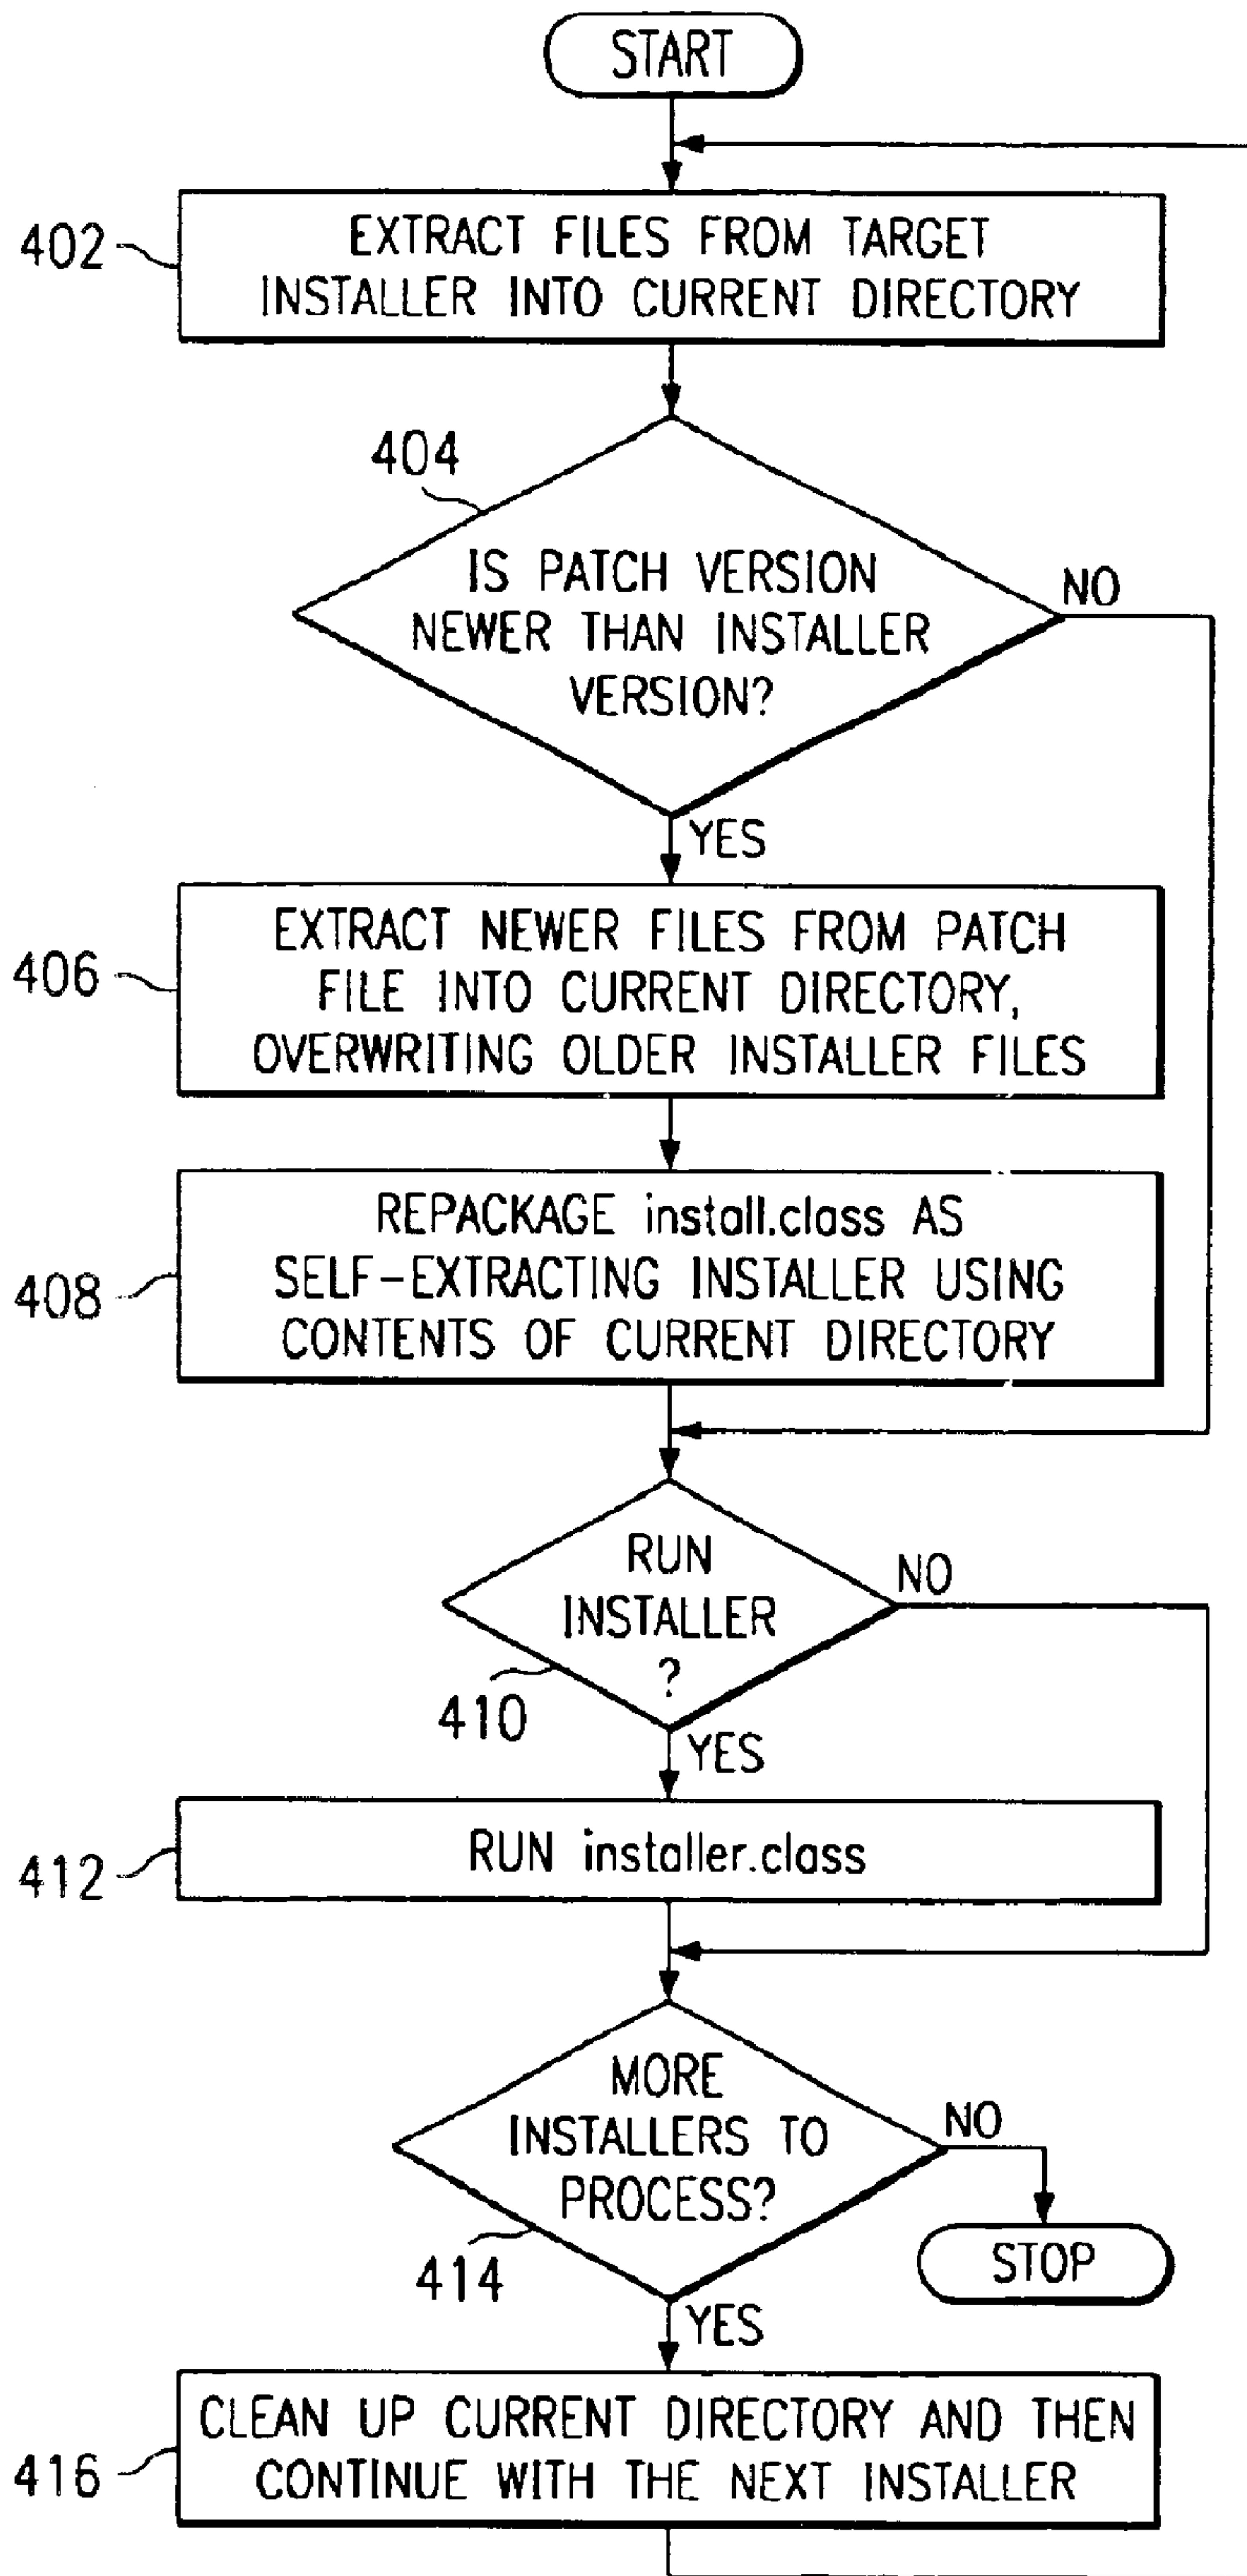 START
402
EXTRACT FILES FROM TARGET
INSTALLER INTO CURRENT DIRECTORY
404
IS PATCH VERSION
NEWER THAN INSTALLER
VERSION?
NO
YES
406
EXTRACT NEWER FILES FROM PATCH
FILE INTO CURRENT DIRECTORY,
OVERWRITING OLDER INSTALLER FILES
408
REPACKAGE install.class AS
SELF-EXTRACTING INSTALLER USING
CONTENTS OF CURRENT DIRECTORY
RUN
INSTALLER
?
NO
410
YES
412
RUN installer.class
MORE
INSTALLERS TO
PROCESS?
NO
414
STOP
YES
416
CLEAN UP CURRENT DIRECTORY AND THEN
CONTINUE WITH THE NEXT INSTALLER